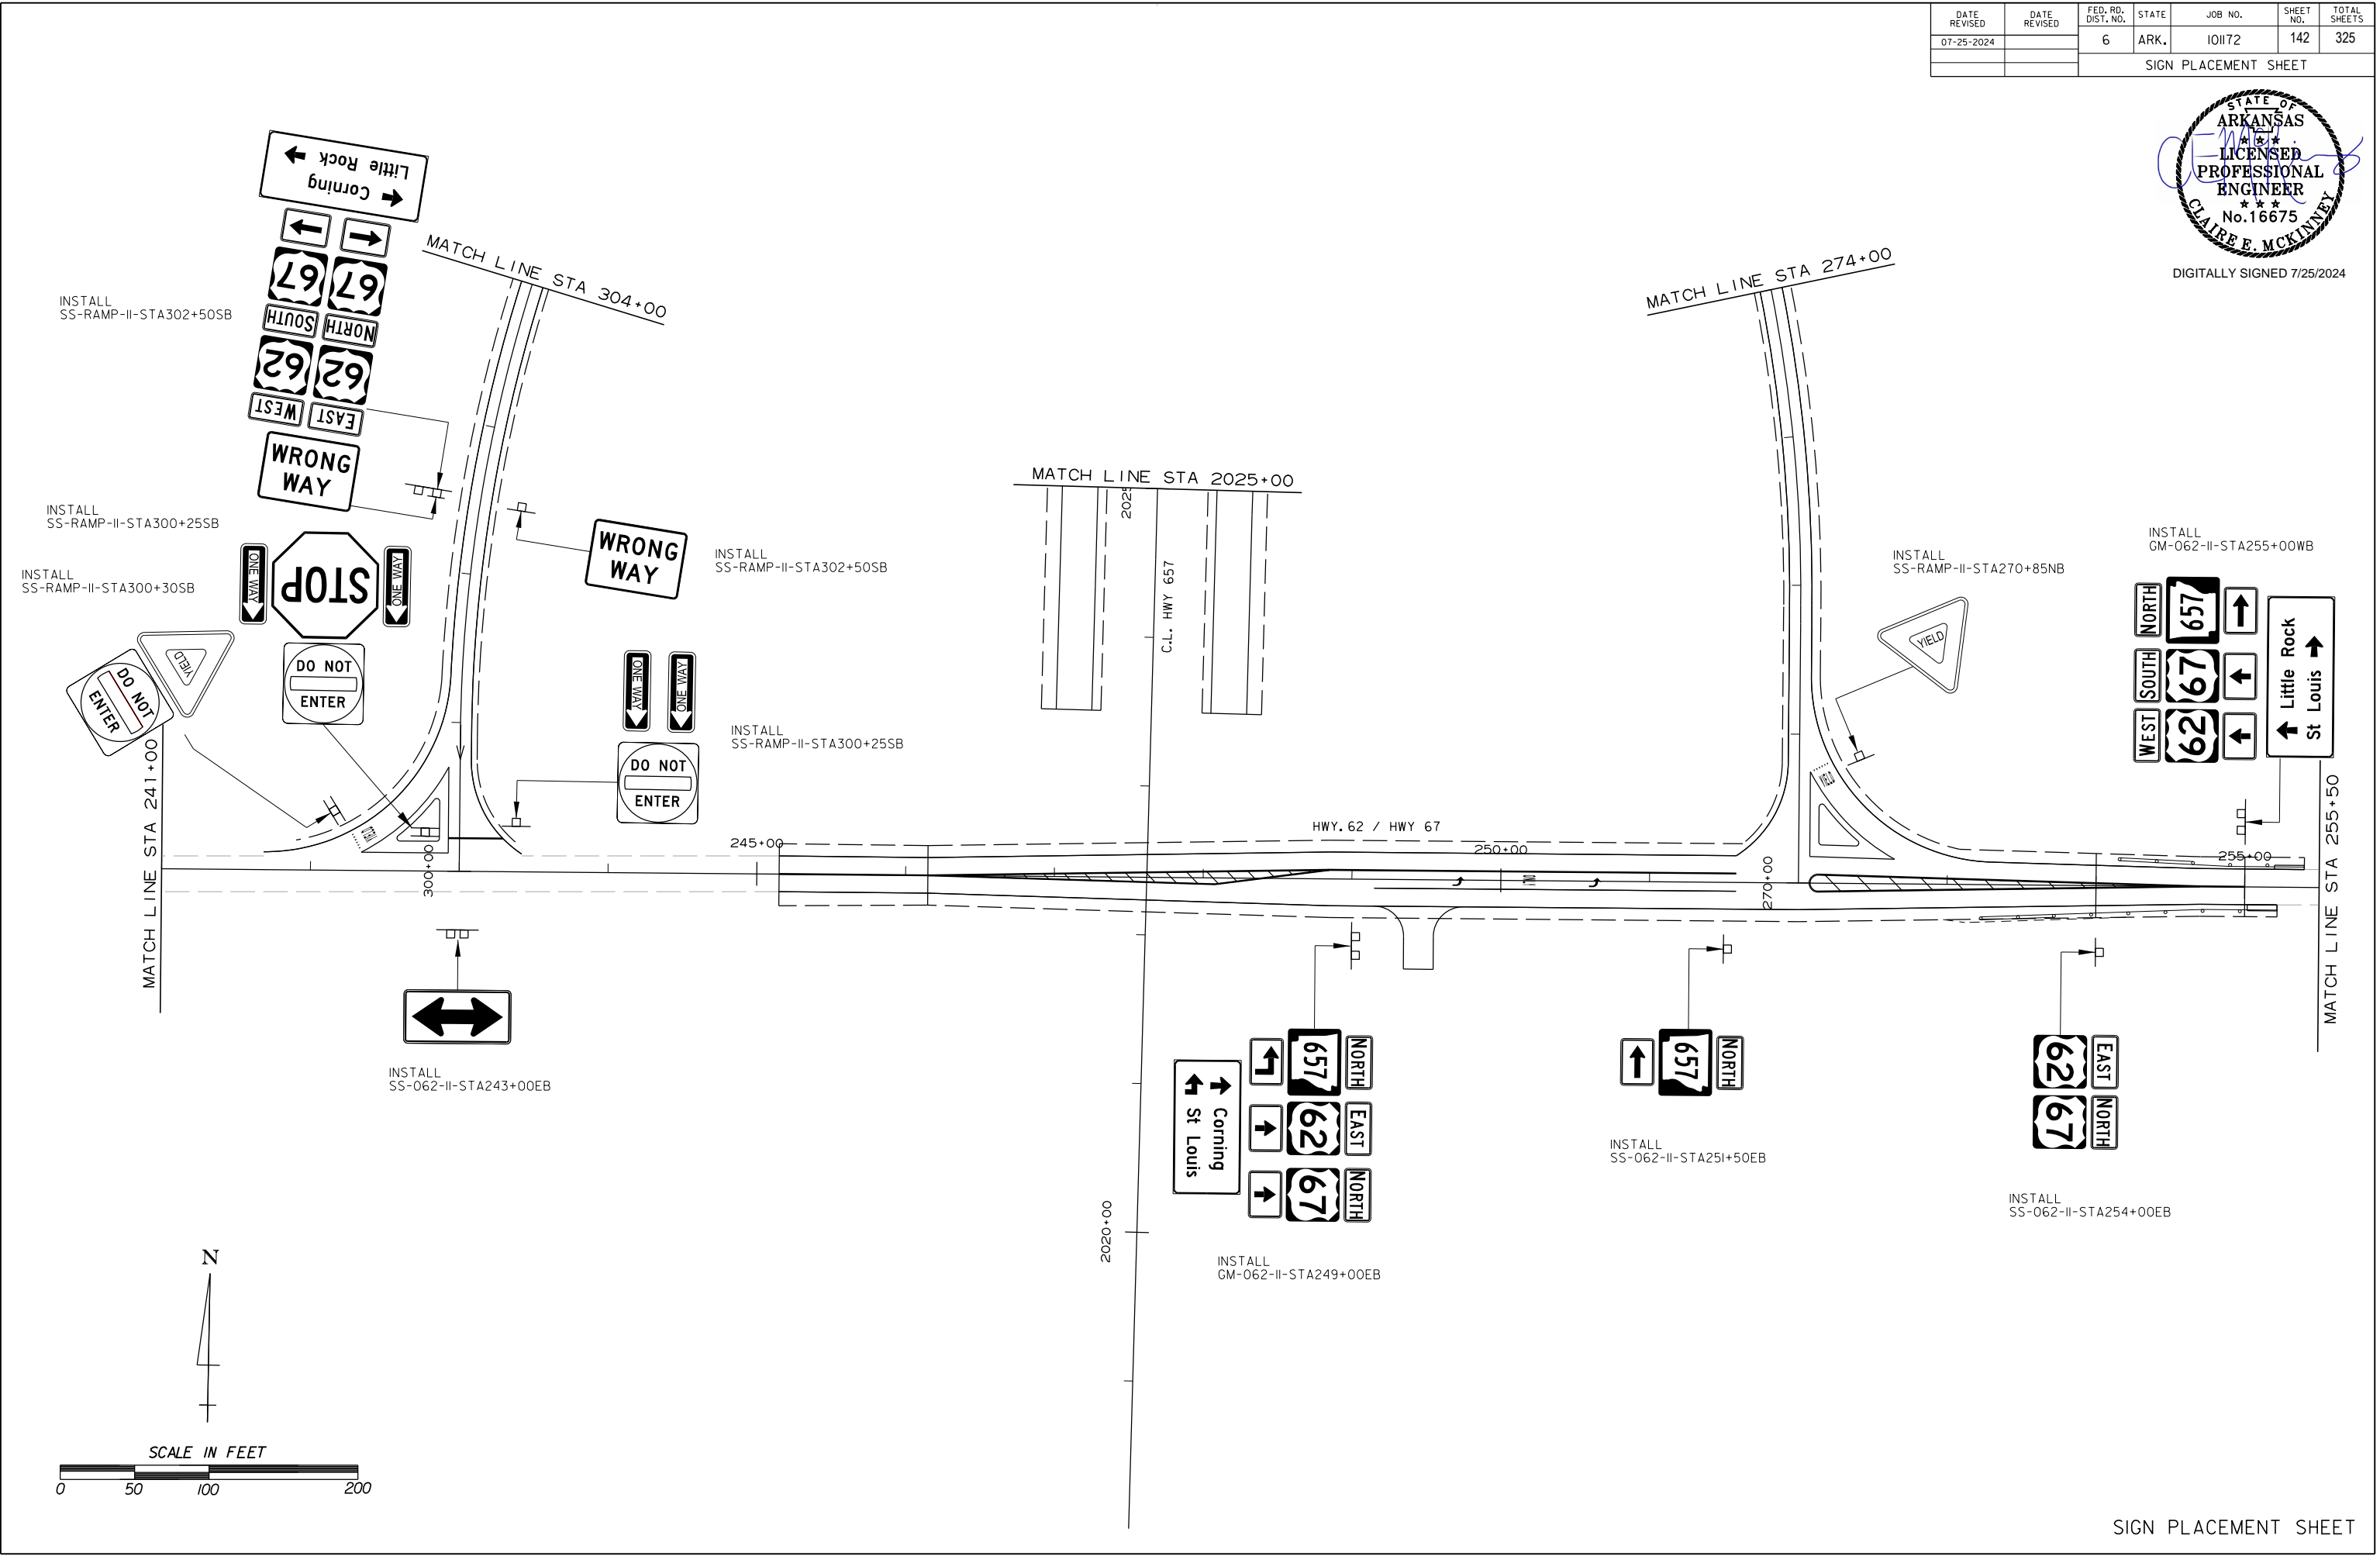 DATE REVISED
DATE REVISED
FED. RD. DIST. NO.
STATE
JOB NO.
SHEET NO.
TOTAL SHEETS
07-25-2024
6
ARK.
101172
142
325
SIGN PLACEMENT SHEET
STATE OF
ARKANSAS
LICENSED
PROFESSIONAL
ENGINEER
No.16675
CLAIRE E. MCKINNEY
DIGITALLY SIGNED 7/25/2024
Corning
Little Rock
67 67
SOUTH NORTH
62 62
WEST EAST
INSTALL
SS-RAMP-II-STA302+50SB
MATCH LINE STA 304+00
WRONG
WAY
INSTALL
SS-RAMP-II-STA300+25SB
ONE WAY
STOP
ONE WAY
INSTALL
SS-RAMP-II-STA300+30SB
YIELD
DO NOT
ENTER
DO NOT
ENTER
WRONG
WAY
INSTALL
SS-RAMP-II-STA302+50SB
ONE WAY
ONE WAY
DO NOT
ENTER
INSTALL
SS-RAMP-II-STA300+25SB
MATCH LINE STA 241+00
YIELD
300+00
245+00
MATCH LINE STA 2025+00
2025
C.L. HWY 657
HWY. 62 / HWY 67
250+00
MATCH LINE STA 274+00
INSTALL
SS-RAMP-II-STA270+85NB
YIELD
YIELD
270+00
INSTALL
GM-062-II-STA255+00WB
NORTH 657
SOUTH 67
WEST 62
Little Rock
St Louis
255+00
MATCH LINE STA 255+50
INSTALL
SS-062-II-STA243+00EB
NORTH 657
EAST 62
NORTH 67
Corning
St Louis
INSTALL
GM-062-II-STA249+00EB
NORTH
657
INSTALL
SS-062-II-STA251+50EB
EAST 62
NORTH 67
INSTALL
SS-062-II-STA254+00EB
2020+00
N
SCALE IN FEET
0 50 100 200
SIGN PLACEMENT SHEET